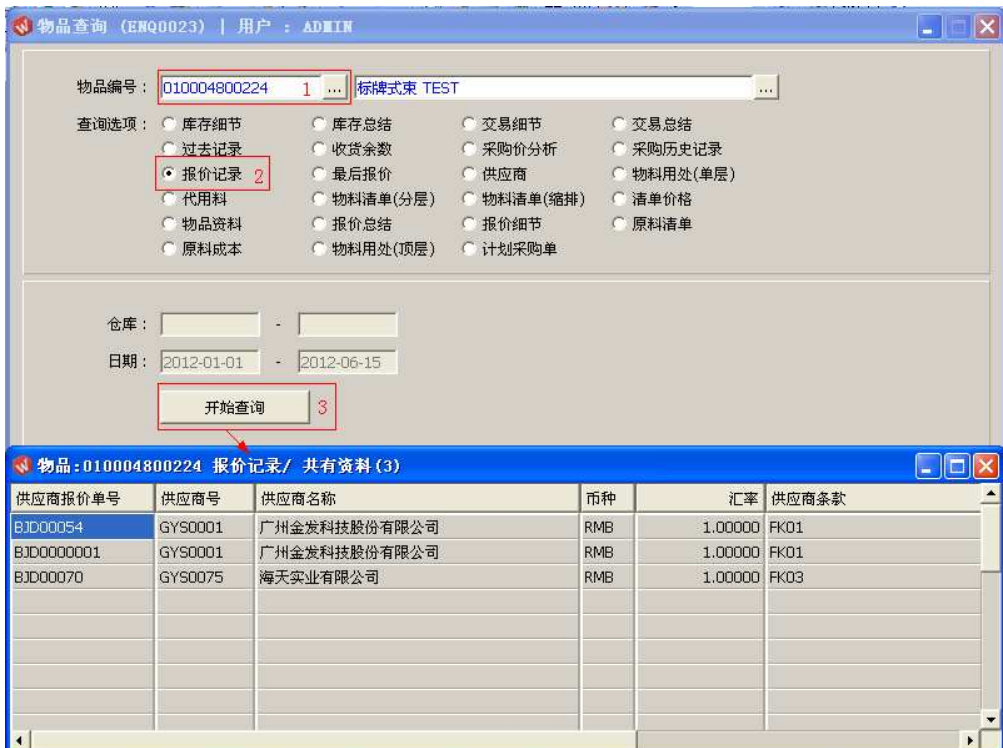 物品查询 (ENQ0023) | 用户 : ADMIN
物品编号： 010004800224 1 ... 标牌式束 TEST ...
查询选项： 库存细节 库存总结 交易细节 交易总结
过去记录 收货余数 采购价分析 采购历史记录
报价记录 2 最后报价 供应商 物料用处(单层)
代用料 物料清单(分层) 物料清单(缩排) 清单价格
物品资料 报价总结 报价细节 原料清单
原料成本 物料用处(顶层) 计划采购单
仓库： -
日期： 2012-01-01 - 2012-06-15
开始查询 3
物品:010004800224 报价记录/ 共有资料(3)
供应商报价单号 供应商号 供应商名称 币种 汇率 供应商条款
BJD00054 GYS0001 广州金发科技股份有限公司 RMB 1.00000 FK01
BJD0000001 GYS0001 广州金发科技股份有限公司 RMB 1.00000 FK01
BJD00070 GYS0075 海天实业有限公司 RMB 1.00000 FK03